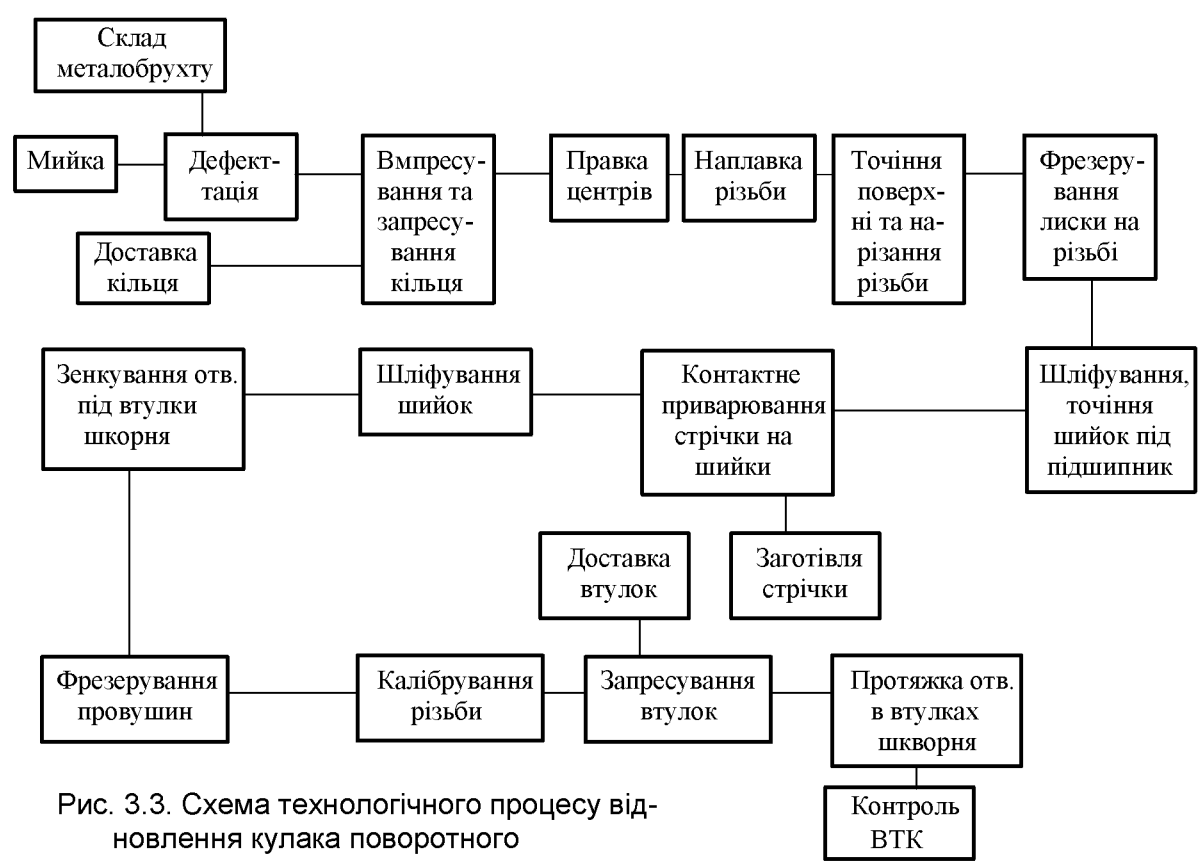 Склад
металобрухту
Мийка
Дефект-
тація
Вмпресу-
вання та
запресу-
вання
кільця
Правка
центрів
Наплавка
різьби
Точіння
поверх-
ні та на-
різання
різьби
Фрезеру-
вання
лиски на
різьбі
Доставка
кільця
Зенкування отв.
під втулки
шкорня
Шліфування
шийок
Контактне
приварювання
стрічки на
шийки
Шліфування,
точіння
шийок під
підшипник
Доставка
втулок
Заготівля
стрічки
Фрезерування
провушин
Калібрування
різьби
Запресування
втулок
Протяжка отв.
в втулках
шкворня
Контроль
ВТК
Рис. 3.3. Схема технологічного процесу від-
новлення кулака поворотного